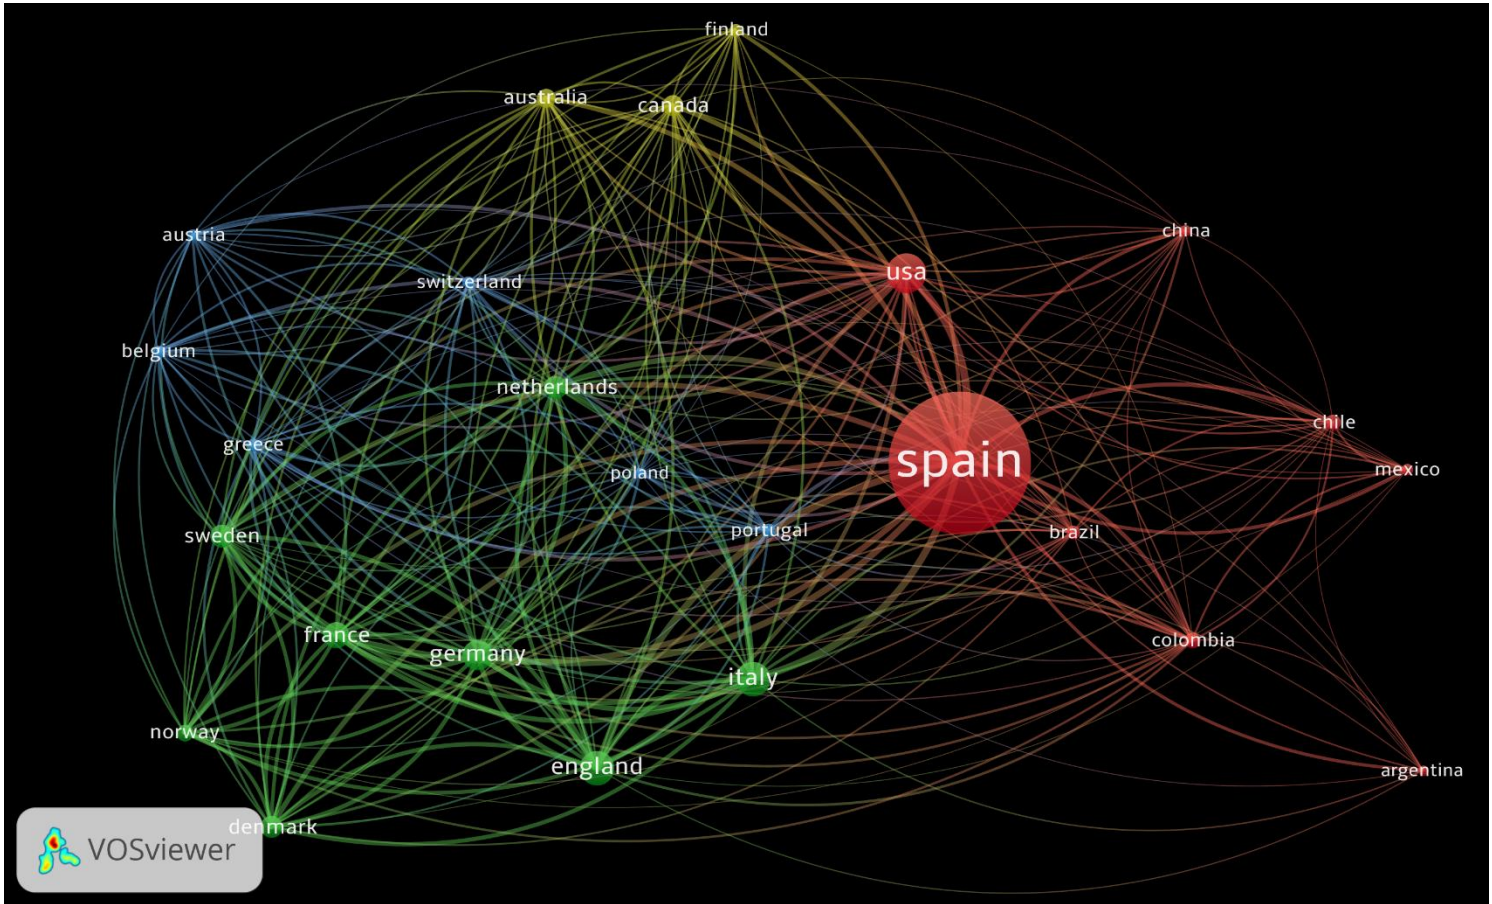 finland
australia
canada
austria
china
usa
switzerland
belgium
netherlands
chile
greece
spain
mexico
poland
sweden
portugal
brazil
france
germany
colombia
italy
norway
england
argentina
denmark
VOSviewer